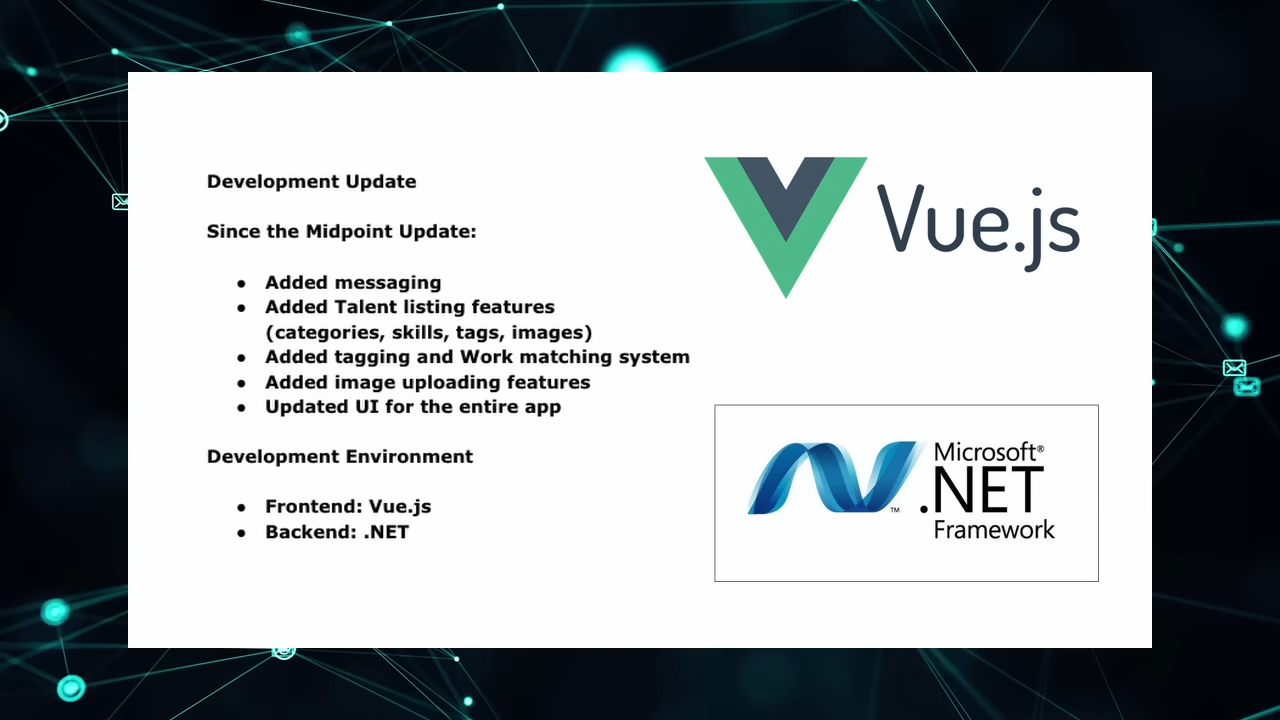 Development Update
Since the Midpoint Update:
● Added messaging
● Added Talent listing features
(categories, skills, tags, images)
● Added tagging and Work matching system
● Added image uploading features
● Updated UI for the entire app
Development Environment
● Frontend: Vue.js
● Backend: .NET
Vue.js
Microsoft®
.NET
™
Framework